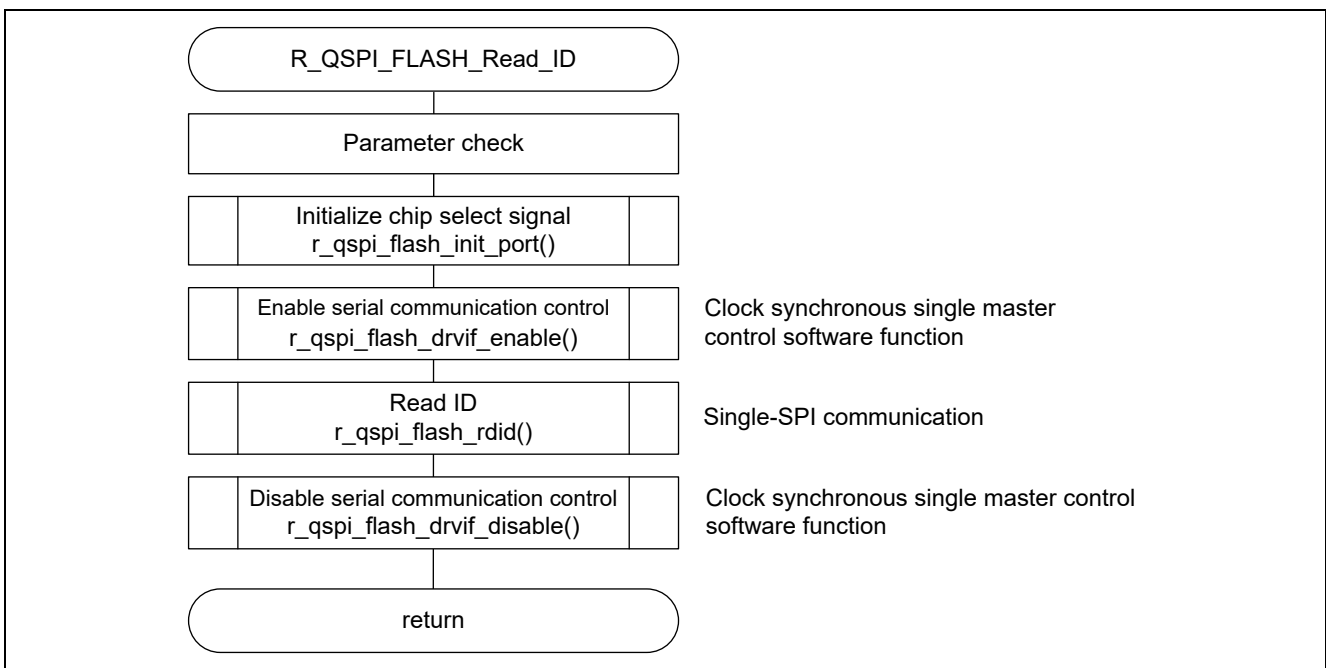 R_QSPI_FLASH_Read_ID
Parameter check
Initialize chip select signal
r_qspi_flash_init_port()
Enable serial communication control
r_qspi_flash_drvif_enable()
Clock synchronous single master
control software function
Read ID
r_qspi_flash_rdid()
Single-SPI communication
Disable serial communication control
r_qspi_flash_drvif_disable()
Clock synchronous single master control
software function
return